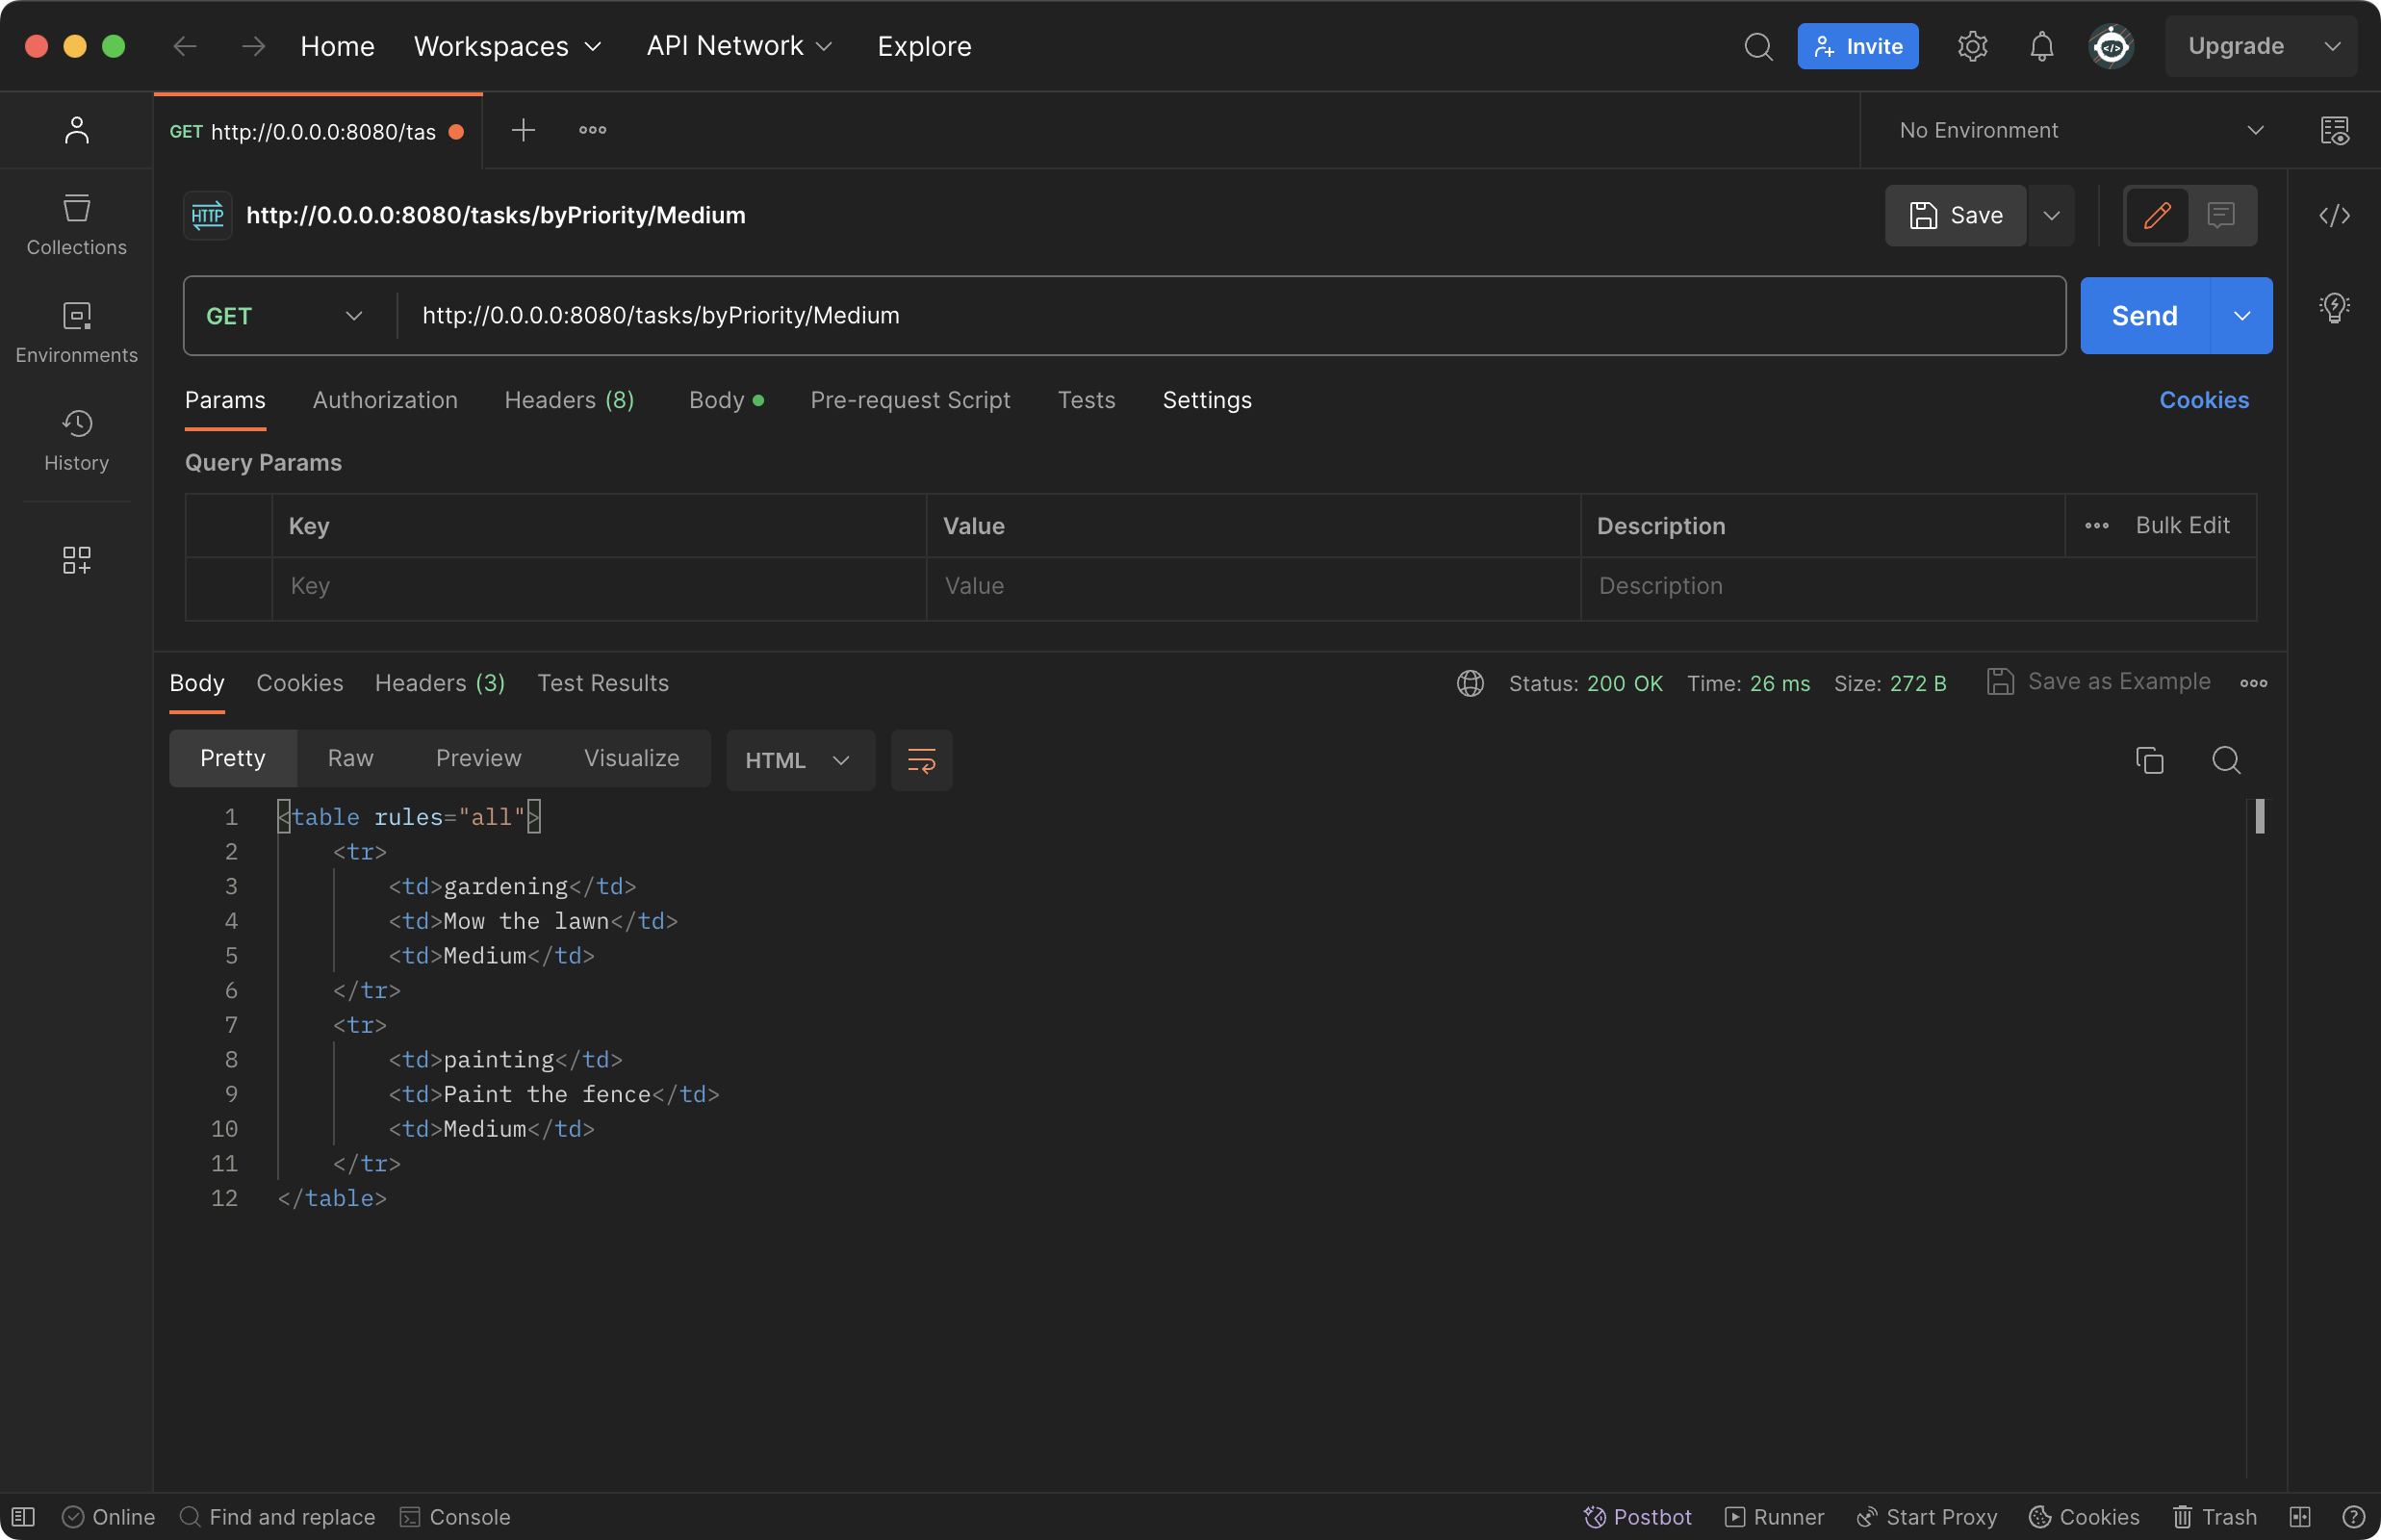 Home Workspaces API Network Explore Invite Upgrade
GET http://0.0.0.0:8080/tas No Environment
HTTP http://0.0.0.0:8080/tasks/byPriority/Medium Save
Collections
GET http://0.0.0.0:8080/tasks/byPriority/Medium Send
Environments
Params Authorization Headers (8) Body Pre-request Script Tests Settings Cookies
History
Query Params
Key Value Description Bulk Edit
Key Value Description
Body Cookies Headers (3) Test Results Status: 200 OK Time: 26 ms Size: 272 B Save as Example
Pretty Raw Preview Visualize HTML
1 <table rules="all">
2 <tr>
3 <td>gardening</td>
4 <td>Mow the lawn</td>
5 <td>Medium</td>
6 </tr>
7 <tr>
8 <td>painting</td>
9 <td>Paint the fence</td>
10 <td>Medium</td>
11 </tr>
12 </table>
Online Find and replace Console Postbot Runner Start Proxy Cookies Trash